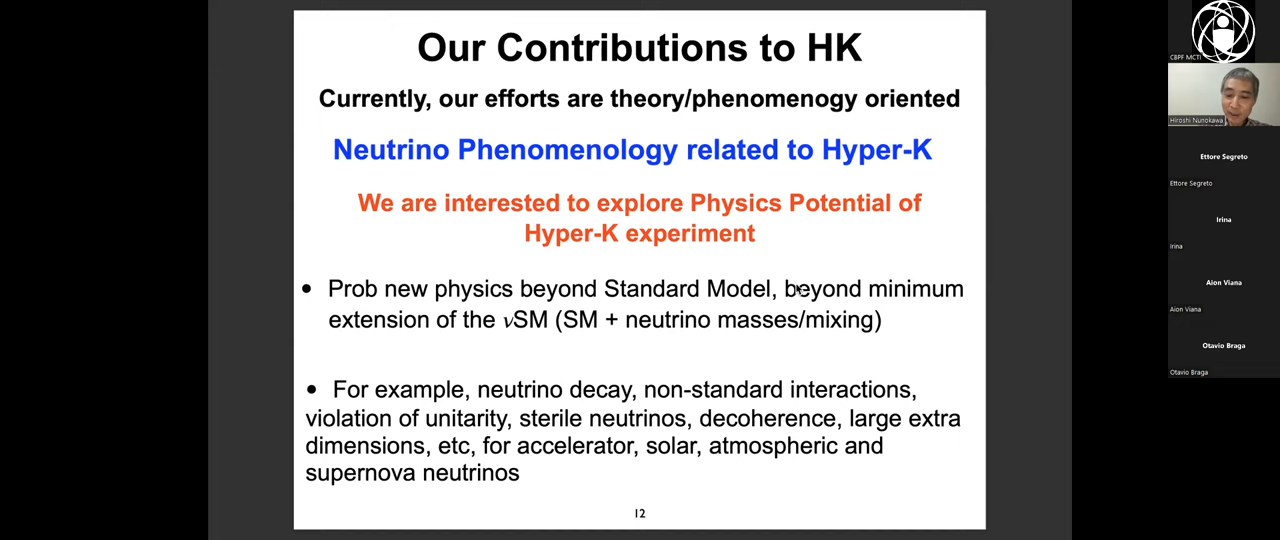 Our Contributions to HK
Currently, our efforts are theory/phenomenogy oriented
Neutrino Phenomenology related to Hyper-K
We are interested to explore Physics Potential of
Hyper-K experiment
• Prob new physics beyond Standard Model, beyond minimum
extension of the νSM (SM + neutrino masses/mixing)
• For example, neutrino decay, non-standard interactions,
violation of unitarity, sterile neutrinos, decoherence, large extra
dimensions, etc, for accelerator, solar, atmospheric and
supernova neutrinos
12
CBPF MCTI
Hiroshi Nunokawa
Ettore Segreto
Ettore Segreto
Irina
Irina
Aion Viana
Aion Viana
Otavio Braga
Otavio Braga